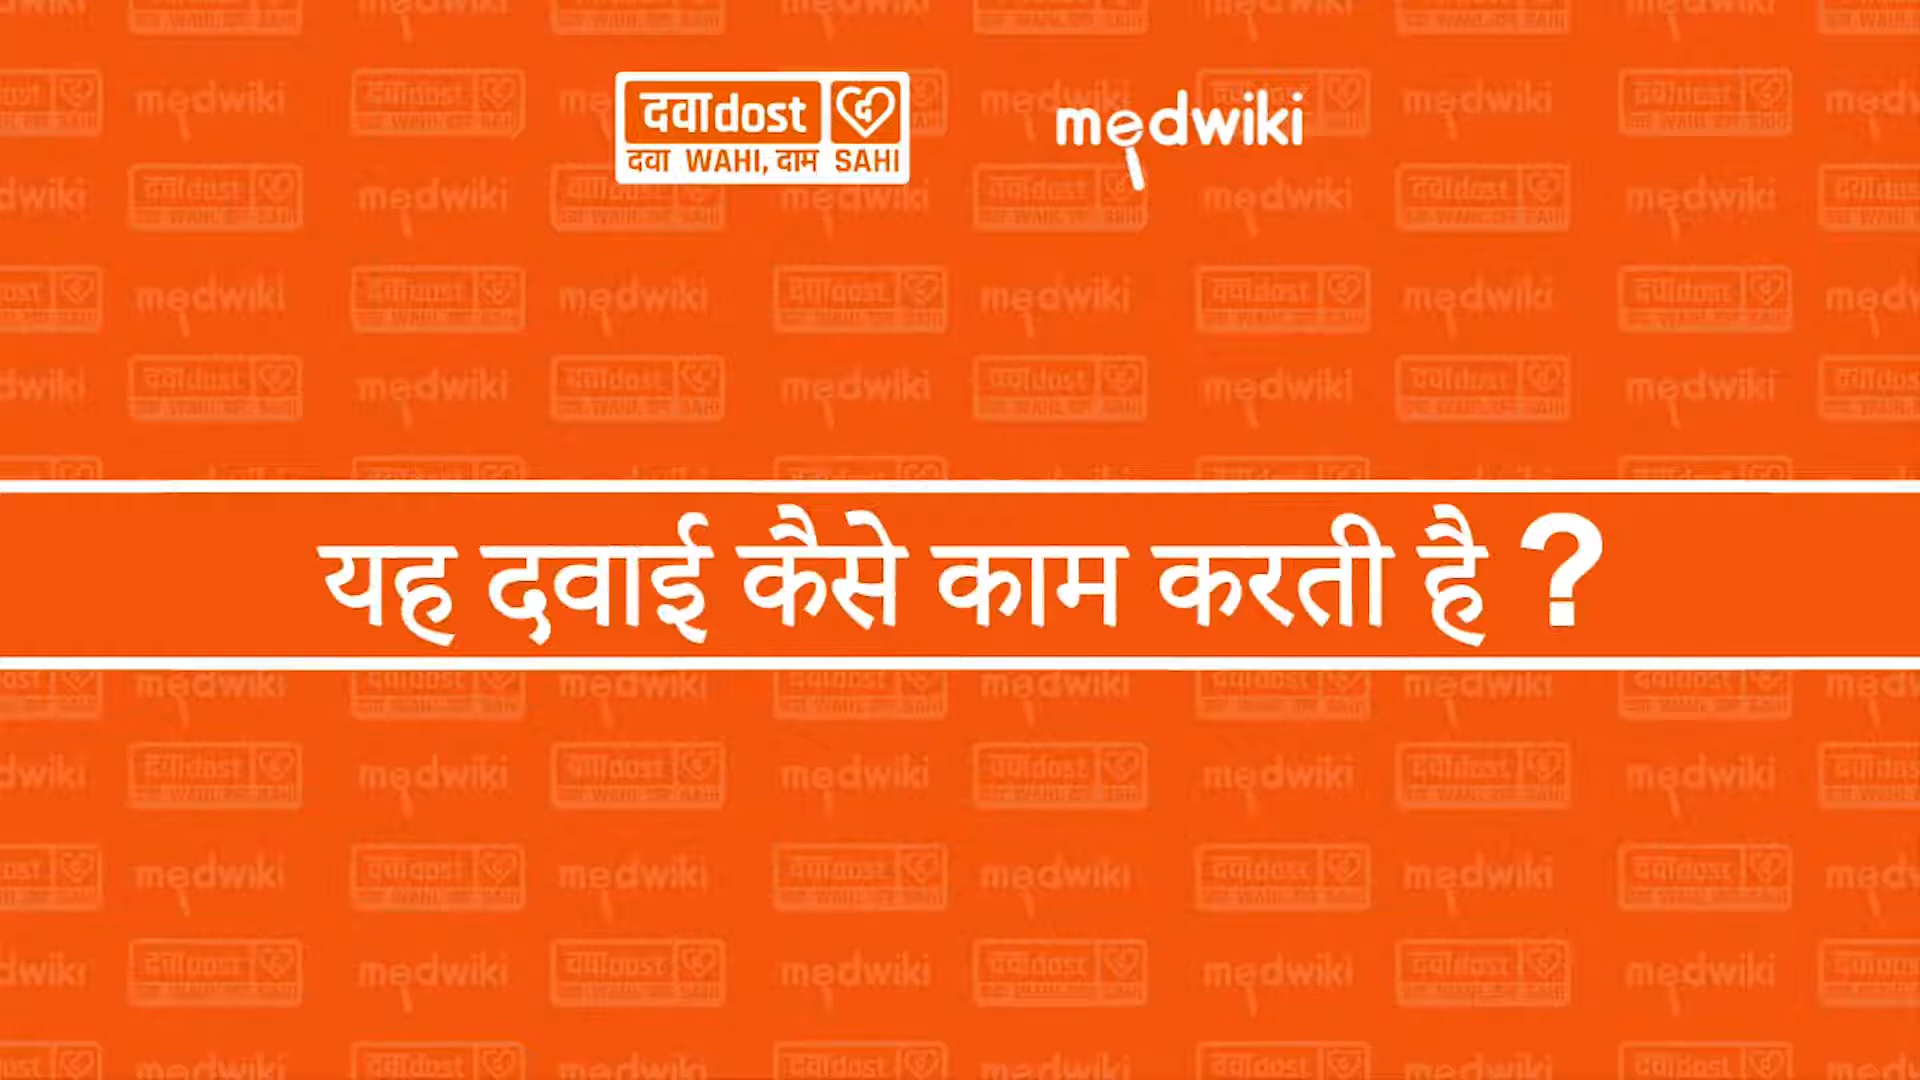 दवाdost
दवा WAHI, दाम SAHI
medwiki
यह दवाई कैसे काम करती है ?